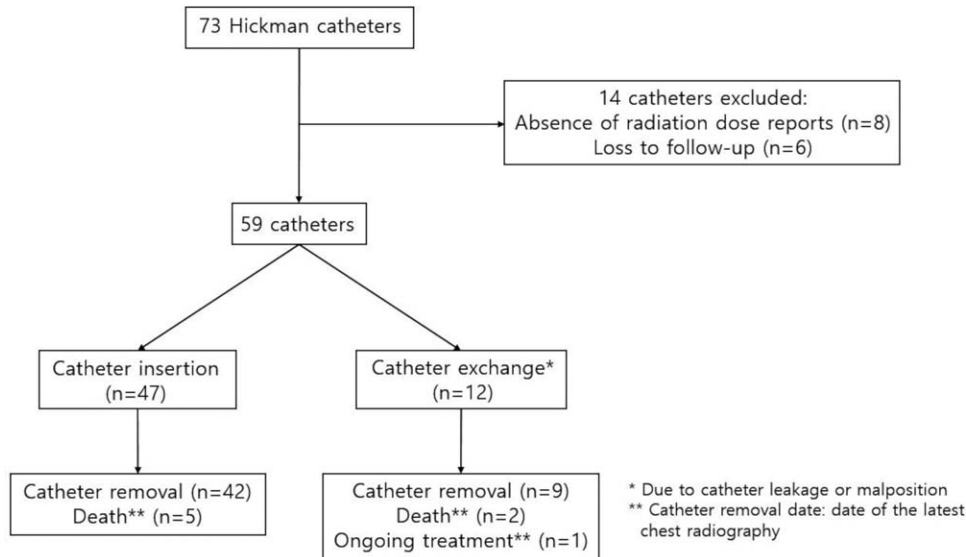 73 Hickman catheters
14 catheters excluded:
Absence of radiation dose reports (n=8)
Loss to follow-up (n=6)
59 catheters
Catheter insertion
(n=47)
Catheter exchange*
(n=12)
Catheter removal (n=42)
Death** (n=5)
Catheter removal (n=9)
Death** (n=2)
Ongoing treatment** (n=1)
* Due to catheter leakage or malposition
** Catheter removal date: date of the latest
chest radiography